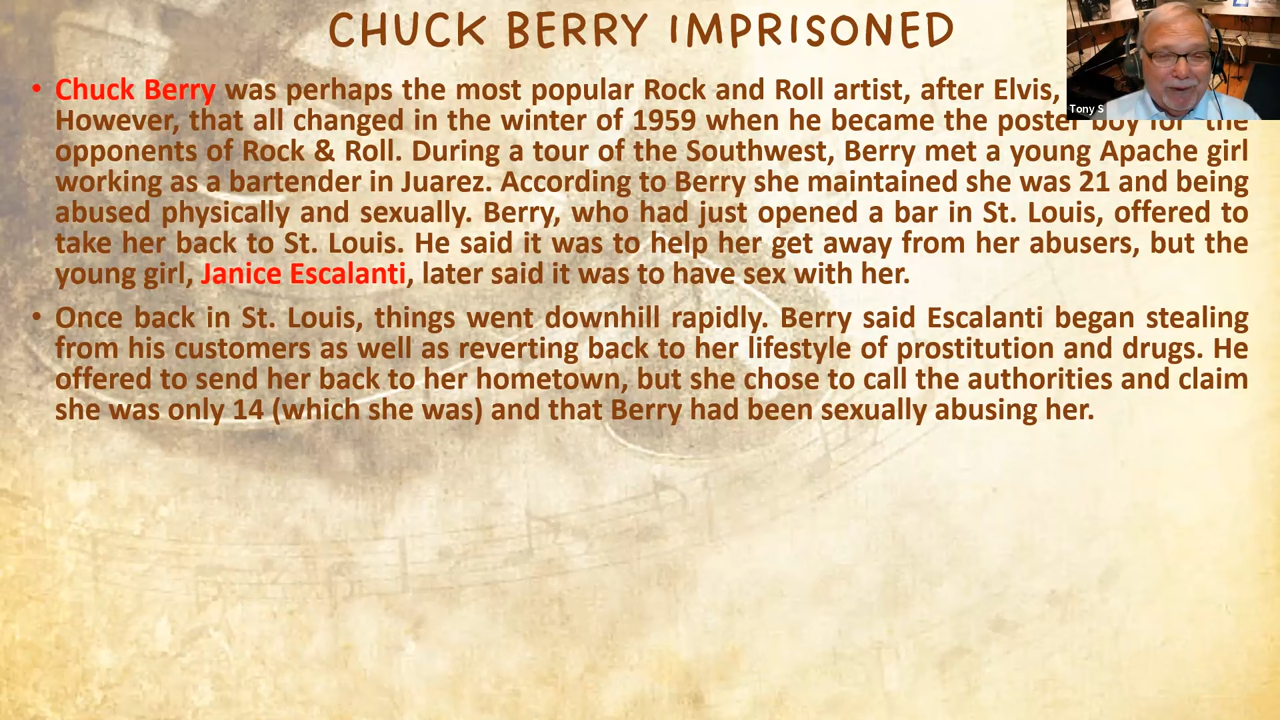 CHUCK BERRY IMPRISONED
• Chuck Berry was perhaps the most popular Rock and Roll artist, after Elvis,
However, that all changed in the winter of 1959 when he became the poster boy for the
opponents of Rock & Roll. During a tour of the Southwest, Berry met a young Apache girl
working as a bartender in Juarez. According to Berry she maintained she was 21 and being
abused physically and sexually. Berry, who had just opened a bar in St. Louis, offered to
take her back to St. Louis. He said it was to help her get away from her abusers, but the
young girl, Janice Escalanti, later said it was to have sex with her.
• Once back in St. Louis, things went downhill rapidly. Berry said Escalanti began stealing
from his customers as well as reverting back to her lifestyle of prostitution and drugs. He
offered to send her back to her hometown, but she chose to call the authorities and claim
she was only 14 (which she was) and that Berry had been sexually abusing her.
Tony S